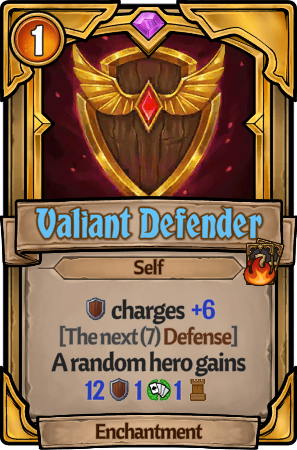 1
Valiant Defender
Self
charges +6
[The next (7) Defense]
A random hero gains
12 1 1
Enchantment